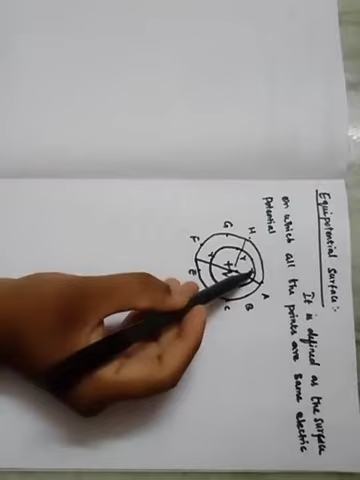 Equipotential Surface :-
It is defined as the surface
on which all the points are same electric
potential
A
B
C
E
F
G
H
r
+